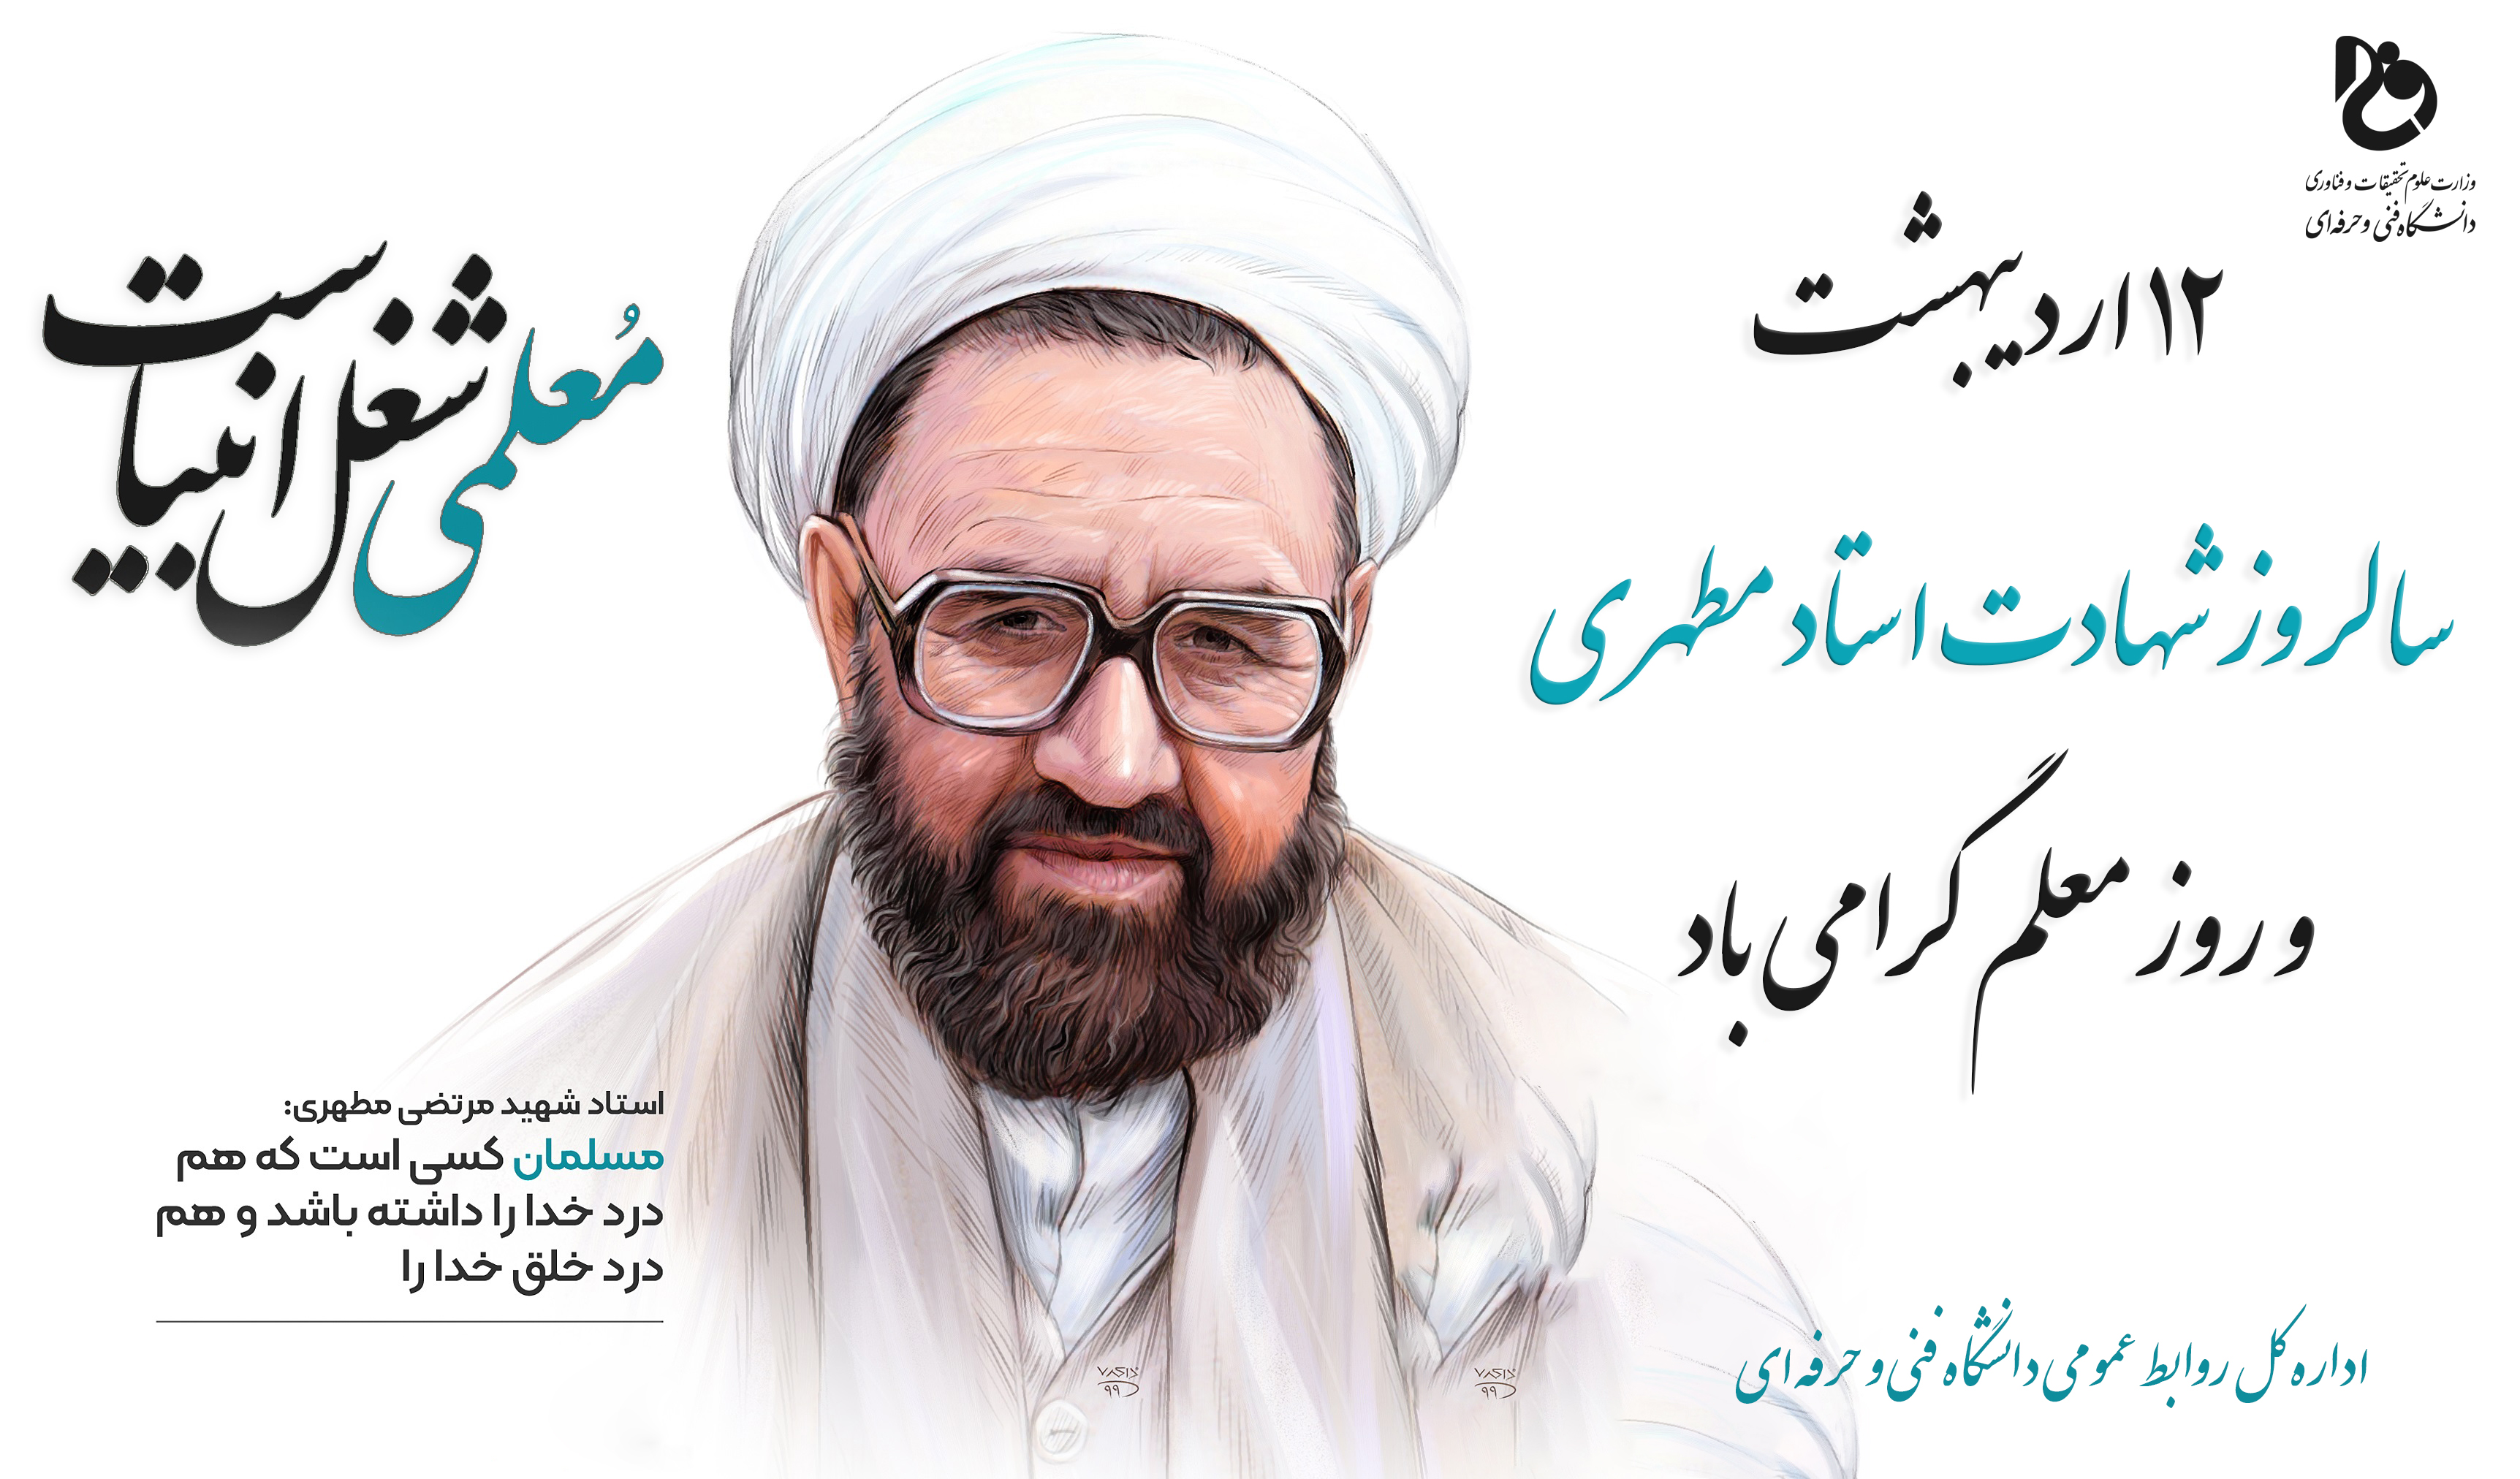 وزارت علوم تحقیقات و فناوری
دانشگاه فنی و حرفه‌ای
۱۲ اردیبهشت
سالروز شهادت استاد مطهری
و روز معلم گرامی باد
اداره کل روابط عمومی دانشگاه فنی و حرفه‌ای
مُعلمی شغل انبیاست
استاد شهید مرتضی مطهری:
مسلمان کسی است که هم
درد خدا را داشته باشد و هم
درد خلق خدا را